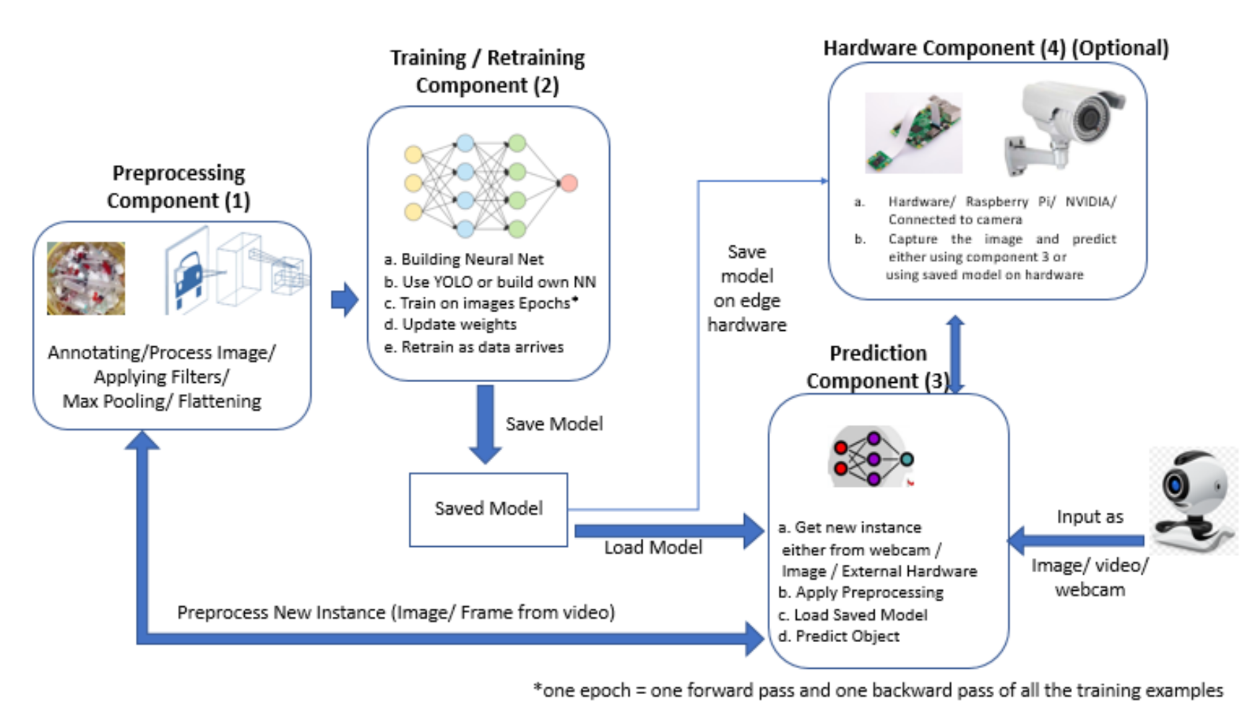 Hardware Component (4) (Optional)
Training / Retraining
Component (2)
Preprocessing
Component (1)
a. Hardware/ Raspberry Pi/ NVIDIA/
Connected to camera
b. Capture the image and predict
either using component 3 or
using saved model on hardware
a. Building Neural Net
b. Use YOLO or build own NN
c. Train on images Epochs*
d. Update weights
e. Retrain as data arrives
Save
model
on edge
hardware
Annotating/Process Image/
Applying Filters/
Max Pooling/ Flattening
Prediction
Component (3)
Save Model
Saved Model
Load Model
a. Get new instance
either from webcam /
Image / External Hardware
b. Apply Preprocessing
c. Load Saved Model
d. Predict Object
Input as
Image/ video/
webcam
Preprocess New Instance (Image/ Frame from video)
*one epoch = one forward pass and one backward pass of all the training examples